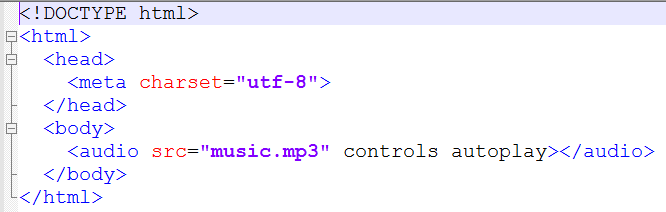 <!DOCTYPE html>
<html>
<head>
<meta charset="utf-8">
</head>
<body>
<audio src="music.mp3" controls autoplay></audio>
</body>
</html>